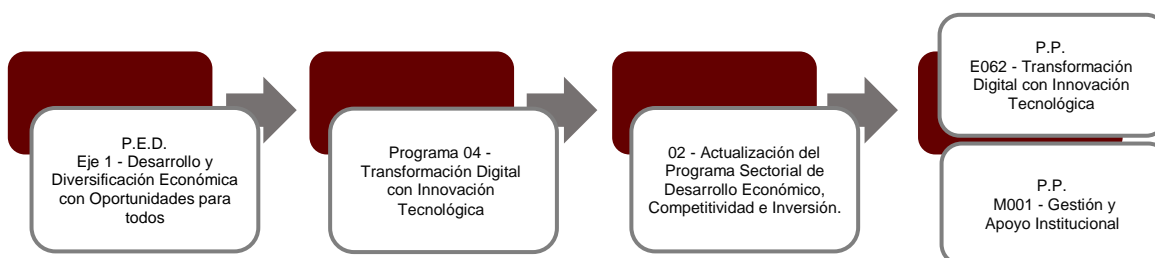 P.E.D.
Eje 1 - Desarrollo y
Diversificación Económica
con Oportunidades para
todos
Programa 04 -
Transformación Digital
con Innovación
Tecnológica
02 - Actualización del
Programa Sectorial de
Desarrollo Económico,
Competitividad e Inversión.
P.P.
E062 - Transformación
Digital con Innovación
Tecnológica
P.P.
M001 - Gestión y
Apoyo Institucional